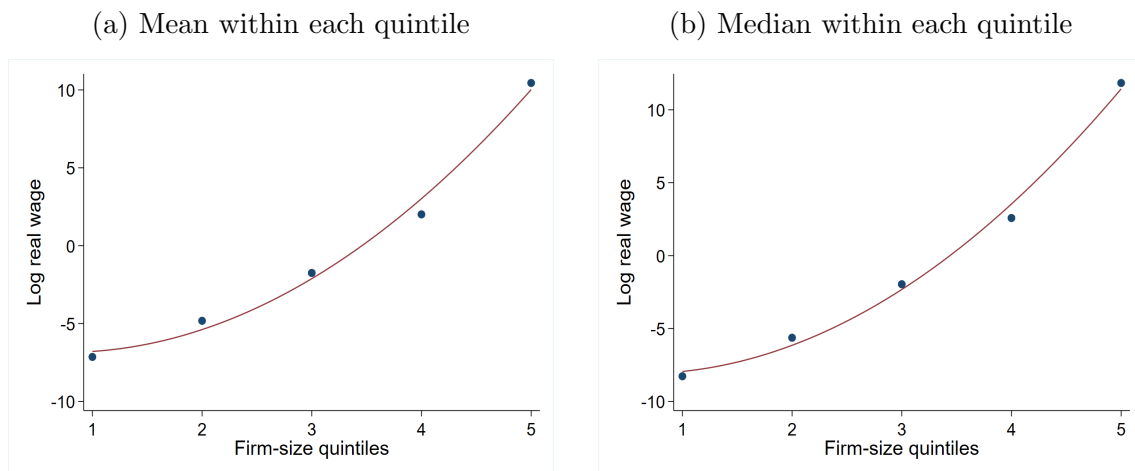 (a) Mean within each quintile
10
5
0
-5
-10
Log real wage
1 2 3 4 5
Firm-size quintiles
(b) Median within each quintile
10
5
0
-5
-10
Log real wage
1 2 3 4 5
Firm-size quintiles